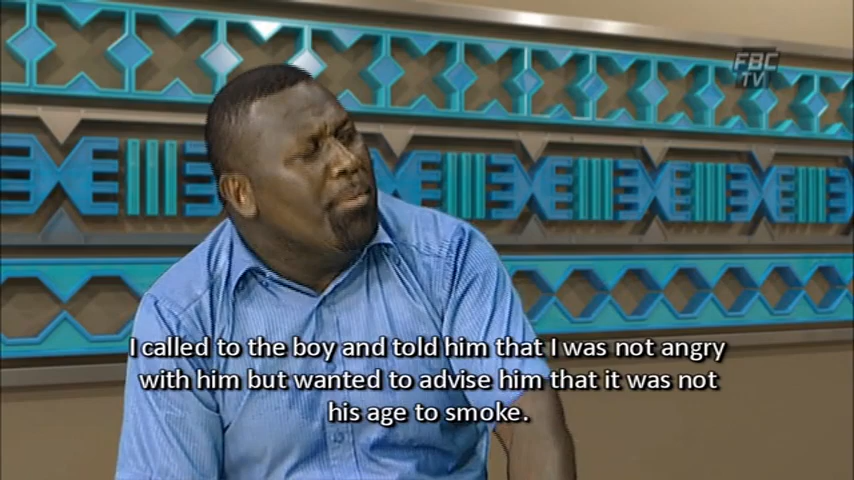 FBC
TV
I called to the boy and told him that I was not angry
with him but wanted to advise him that it was not
his age to smoke.